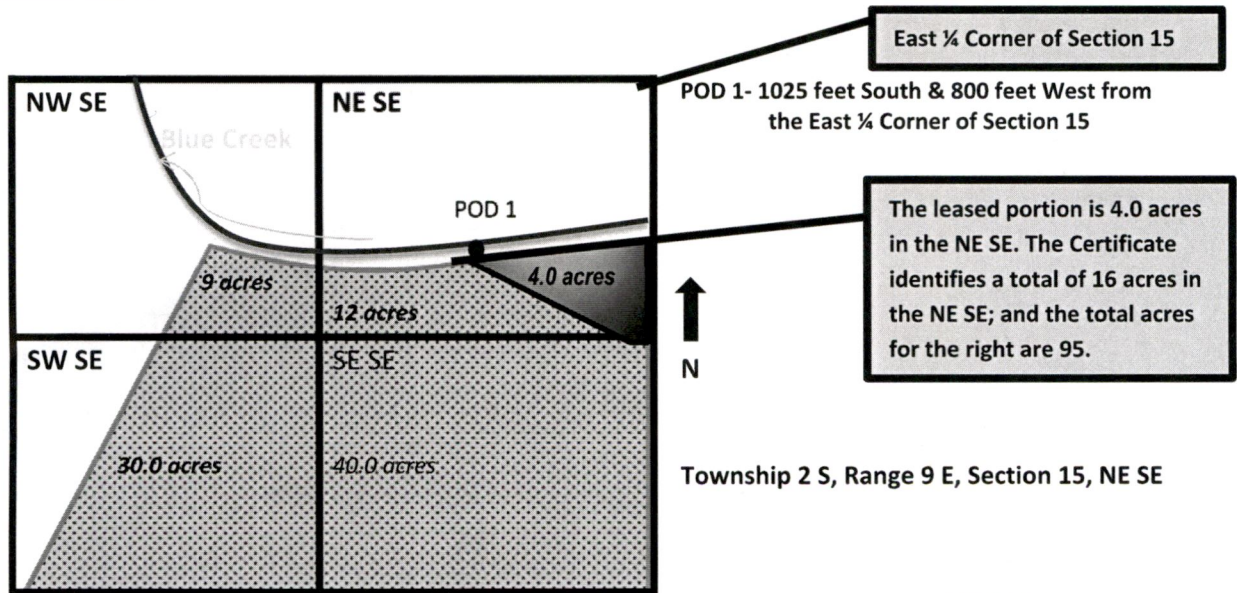 East ¼ Corner of Section 15
NW SE
NE SE
POD 1- 1025 feet South & 800 feet West from
the East ¼ Corner of Section 15
Blue Creek
POD 1
The leased portion is 4.0 acres
in the NE SE. The Certificate
identifies a total of 16 acres in
the NE SE; and the total acres
for the right are 95.
9 acres
4.0 acres
12 acres
N
SW SE
SE SE
30.0 acres
40.0 acres
Township 2 S, Range 9 E, Section 15, NE SE